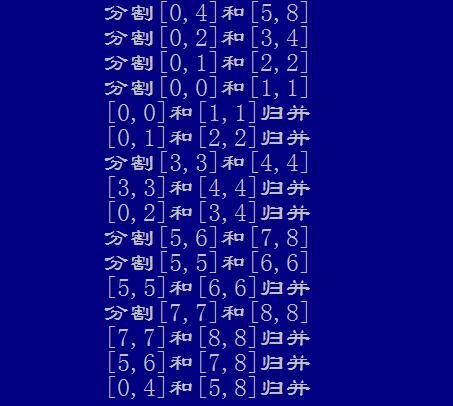 分割[0,4]和[5,8]
分割[0,2]和[3,4]
分割[0,1]和[2,2]
分割[0,0]和[1,1]
[0,0]和[1,1]归并
[0,1]和[2,2]归并
分割[3,3]和[4,4]
[3,3]和[4,4]归并
[0,2]和[3,4]归并
分割[5,6]和[7,8]
分割[5,5]和[6,6]
[5,5]和[6,6]归并
分割[7,7]和[8,8]
[7,7]和[8,8]归并
[5,6]和[7,8]归并
[0,4]和[5,8]归并